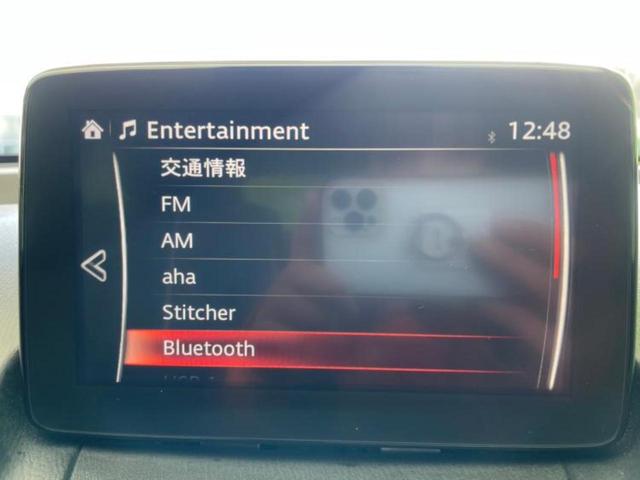 Entertainment
12:48
交通情報
FM
AM
aha
Stitcher
Bluetooth